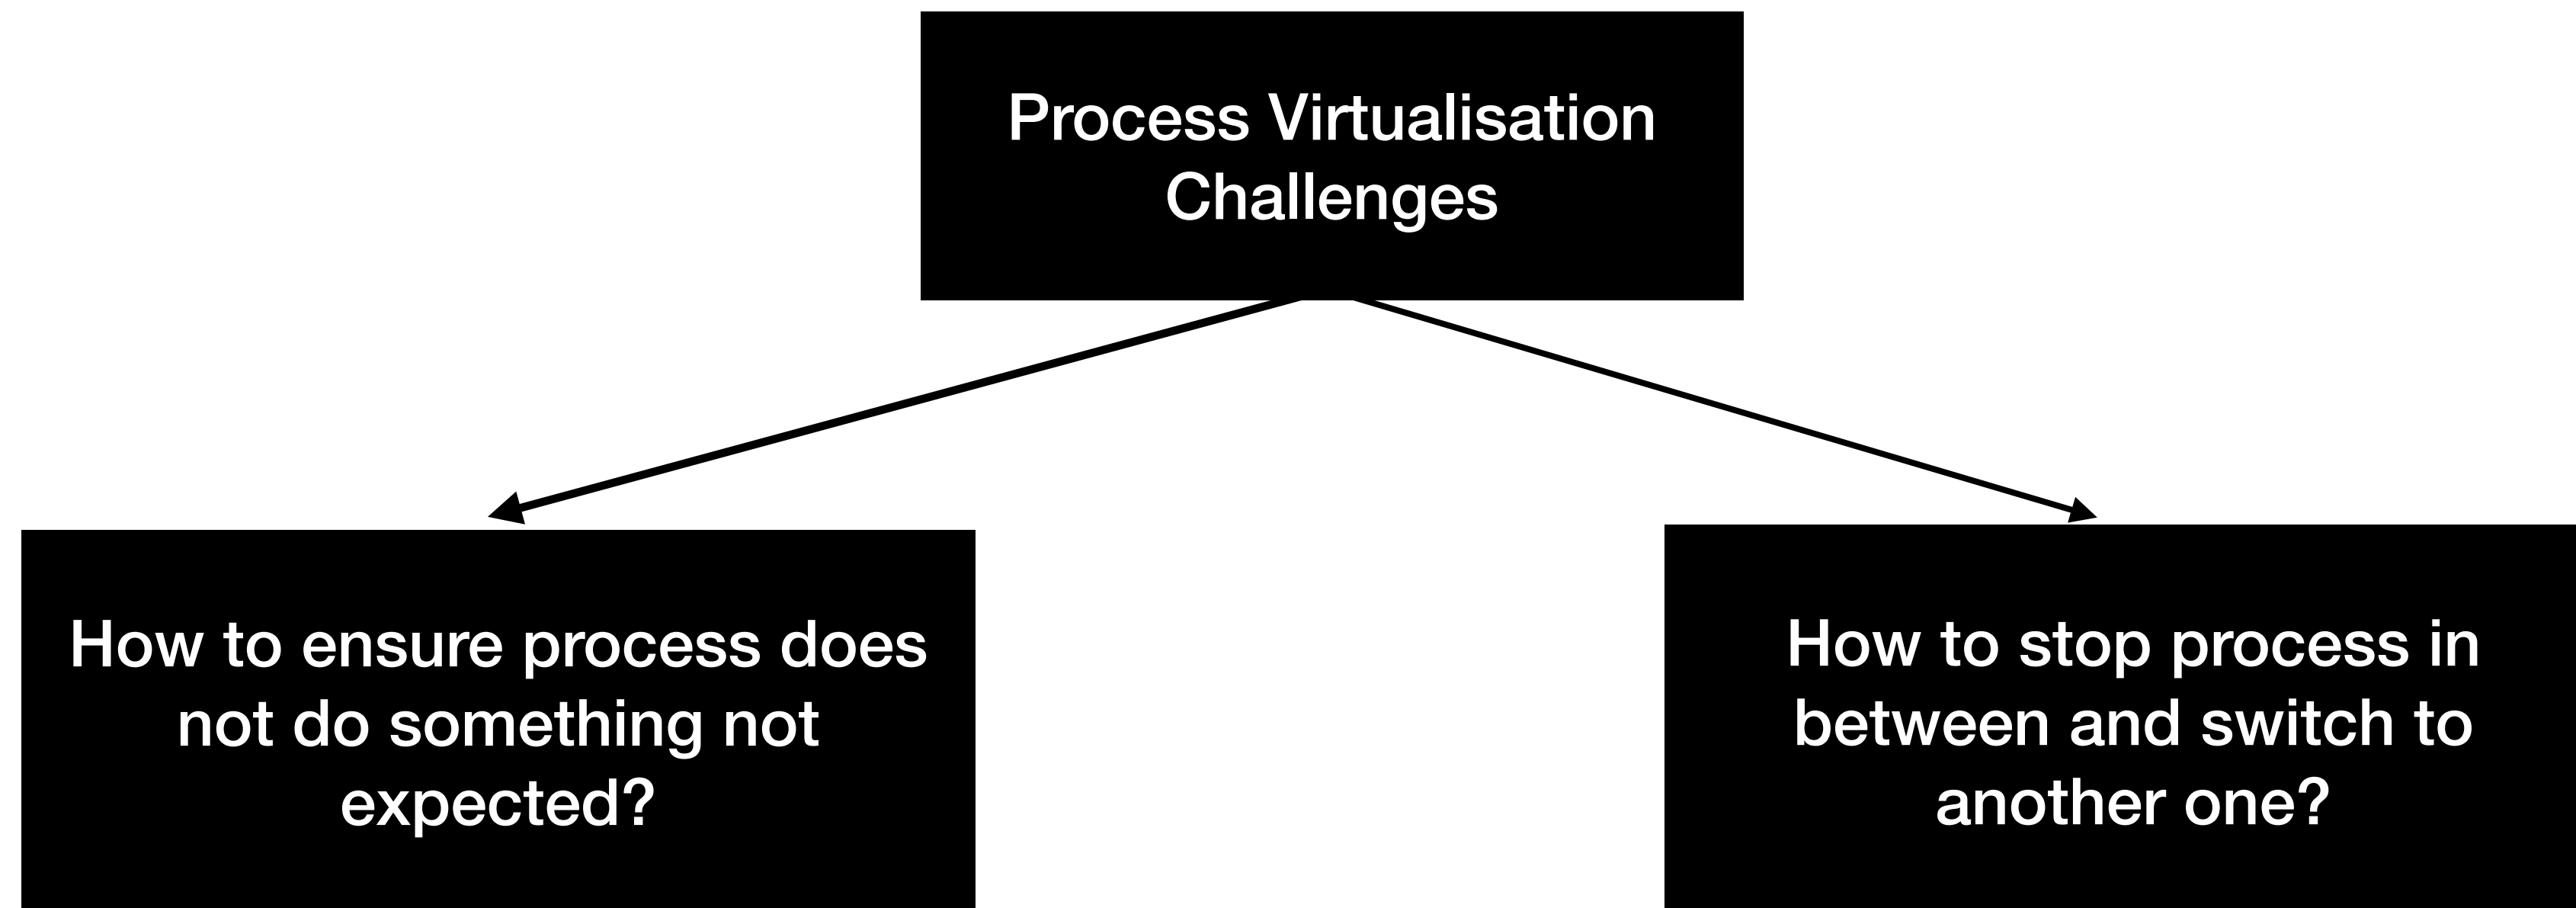 Process Virtualisation
Challenges
How to ensure process does
not do something not
expected?
How to stop process in
between and switch to
another one?